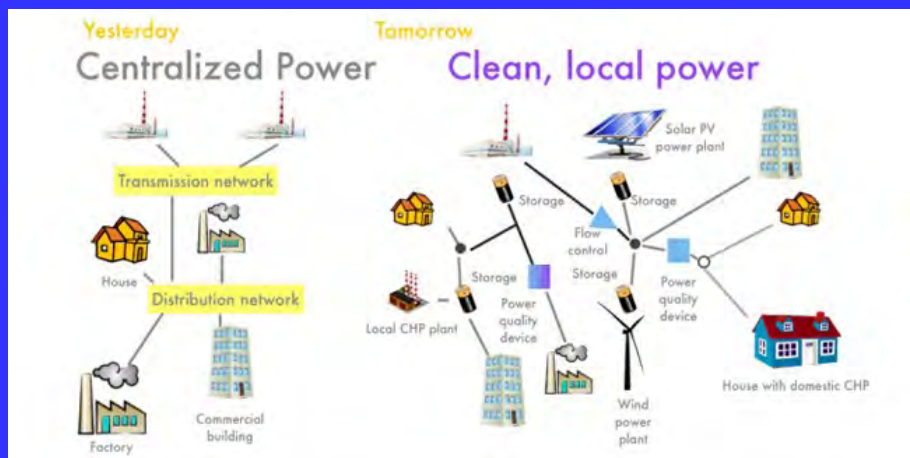 Yesterday
Centralized Power
Transmission network
House
Distribution network
Commercial
building
Factory
Tomorrow
Clean, local power
Solar PV
power plant
Storage
Storage
Flow
control
Storage
Storage
Power
quality
device
Local CHP plant
Power
quality
device
House with domestic CHP
Wind
power
plant